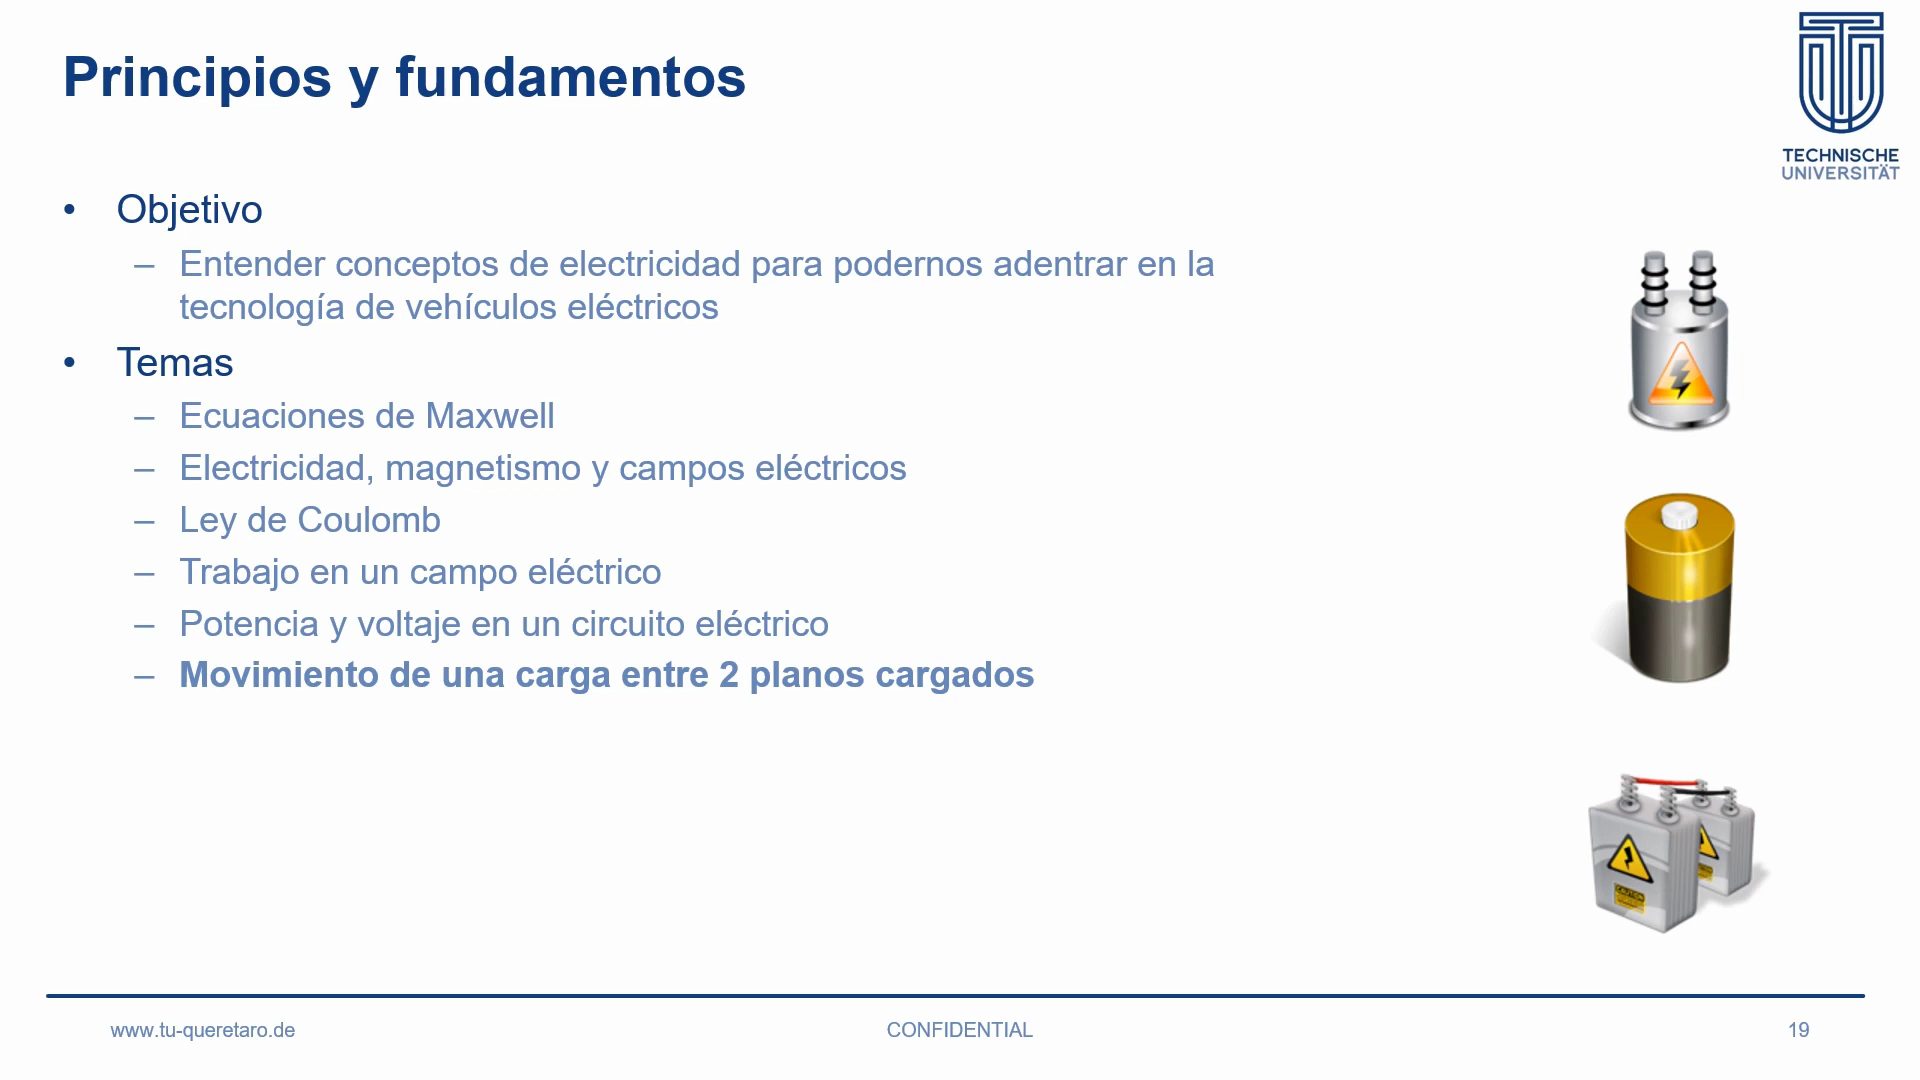 Principios y fundamentos
TECHNISCHE
UNIVERSITÄT
• Objetivo
– Entender conceptos de electricidad para podernos adentrar en la
tecnología de vehículos eléctricos
• Temas
– Ecuaciones de Maxwell
– Electricidad, magnetismo y campos eléctricos
– Ley de Coulomb
– Trabajo en un campo eléctrico
– Potencia y voltaje en un circuito eléctrico
– Movimiento de una carga entre 2 planos cargados
CAUTION
www.tu-queretaro.de
CONFIDENTIAL
19